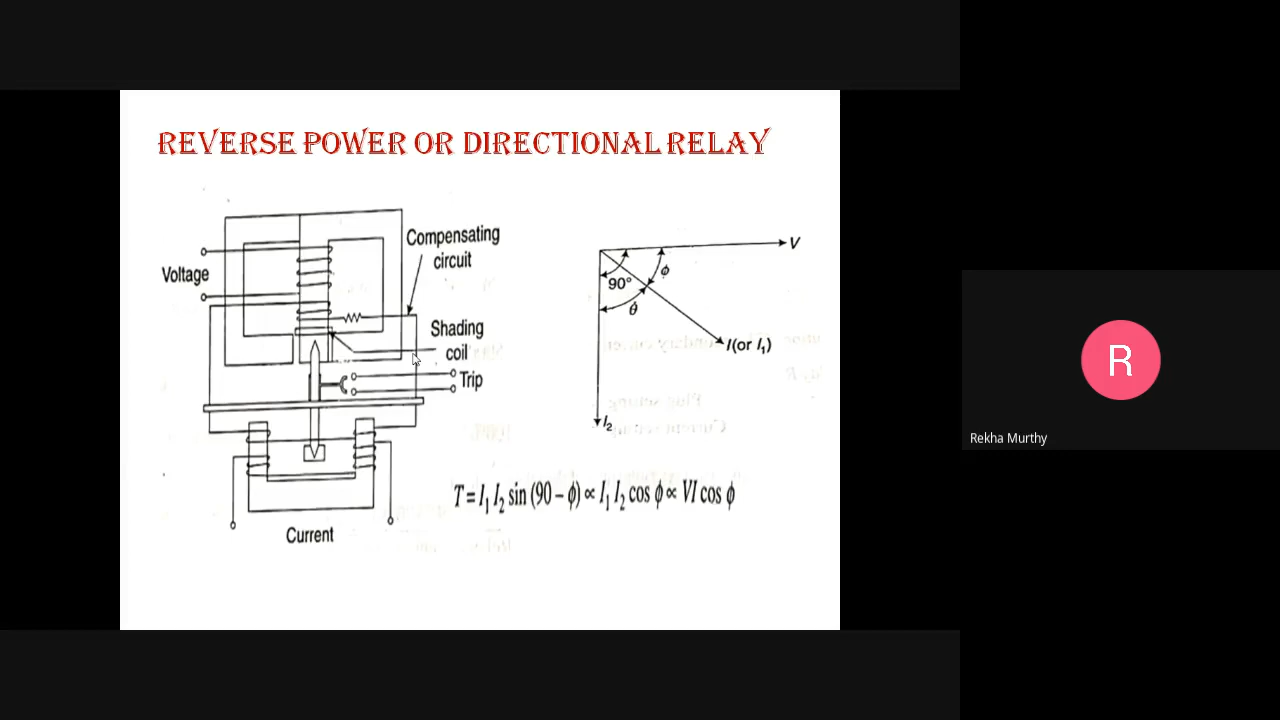 REVERSE POWER OR DIRECTIONAL RELAY
Compensating
circuit
Voltage
Shading
coil
Trip
Current
V
90°
ϕ
θ
I (or I₁)
I₂
T = I₁ I₂ sin (90 – ϕ) ∝ I₁ I₂ cos ϕ ∝ VI cos ϕ
R
Rekha Murthy